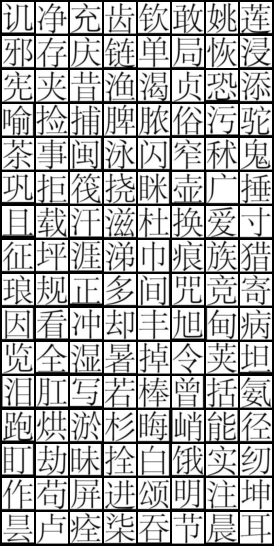 讥净充齿钦敢姚莲
邪存庆链单局恢浸
宪夹昔渔渴贞恐添
喻捡捕脾脓俗污驼
茶事闽泳闪窄秫鬼
巩拒筏挠眯壶广捶
旦载汗滋杜换爱寸
征坪涯涕巾痕族猎
琅规正多间咒竞寄
因看冲却丰旭甸病
览全湿暑掉令荚坦
泪肛写若棒曾括氨
跑烘淤杉晦峭能径
盯劫昧拴白饿实纫
作苟屏进颂明注坤
昙卢痊柒吞节晨耳